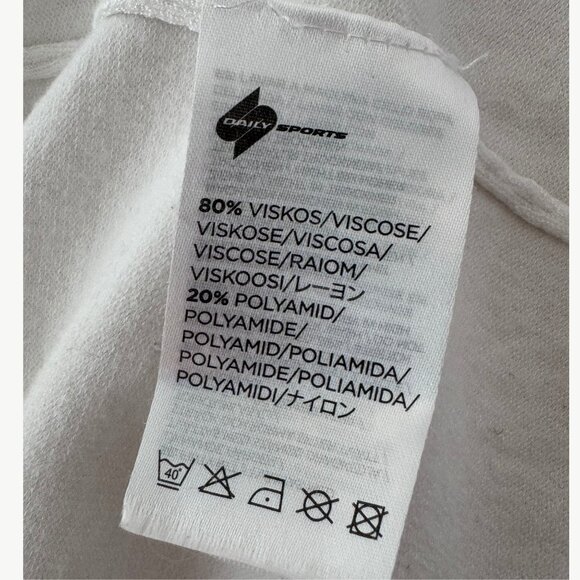 DAILY SPORTS
80% VISKOS/VISCOSE/
VISKOSE/VISCOSA/
VISCOSE/RAIOM/
VISKOOSI/レーヨン
20% POLYAMID/
POLYAMIDE/
POLYAMID/POLIAMIDA/
POLYAMIDE/POLIAMIDA/
POLYAMIDI/ナイロン
40°